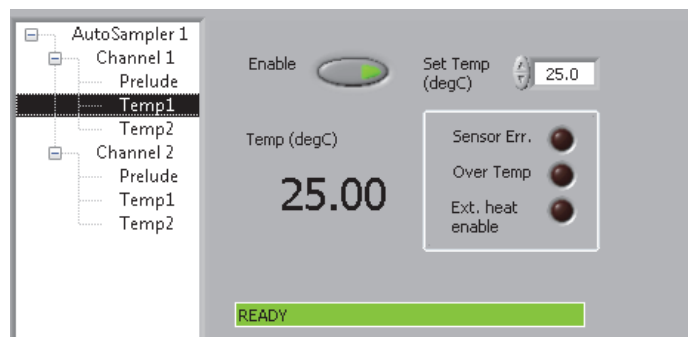 AutoSampler 1
Channel 1
Prelude
Temp1
Temp2
Channel 2
Prelude
Temp1
Temp2
Enable
Set Temp
(degC)
25.0
Temp (degC)
25.00
Sensor Err.
Over Temp
Ext. heat
enable
READY